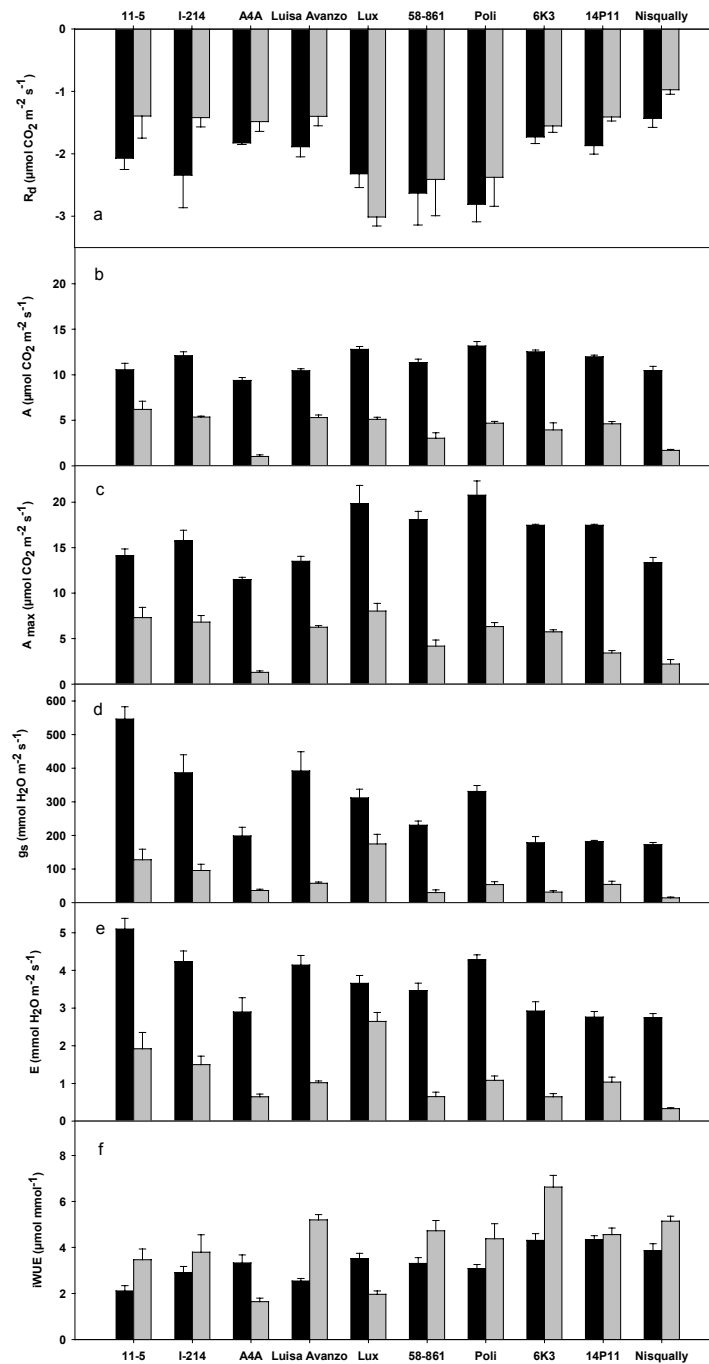 11-5 I-214 A4A Luisa Avanzo Lux 58-861 Poli 6K3 14P11 Nisqually
0
-1
-2
-3
R_d (µmol CO₂ m⁻² s⁻¹)
a
b
20
15
10
5
0
A (µmol CO₂ m⁻² s⁻¹)
c
20
15
10
5
0
A max (µmol CO₂ m⁻² s⁻¹)
d
600
500
400
300
200
100
0
gₛ (mmol H₂O m⁻² s⁻¹)
e
5
4
3
2
1
0
E (mmol H₂O m⁻² s⁻¹)
f
8
6
4
2
0
iWUE (µmol mmol⁻¹)
11-5 I-214 A4A Luisa Avanzo Lux 58-861 Poli 6K3 14P11 Nisqually